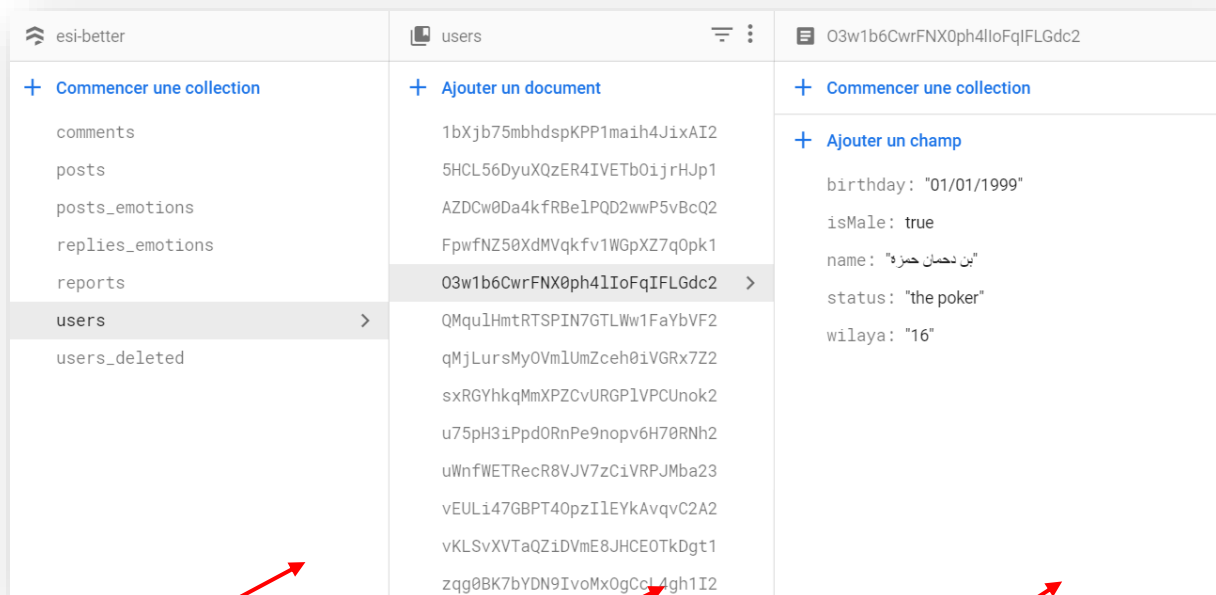 esi-better
Commencer une collection
comments
posts
posts_emotions
replies_emotions
reports
users
users_deleted
users
Ajouter un document
1bXjb75mbhdspKPP1maih4JixAI2
5HCL56DyuXQzER4IVETbOijrHJp1
AZDCw0Da4kfRBelPQD2wwP5vBcQ2
FpwfNZ50XdMVqkfv1WGpXZ7qOpk1
O3w1b6CwrFNX0ph4lIoFqIFLGdc2
QMqulHmtRTSPIN7GTLWw1FaYbVF2
qMjLursMyOVmlUmZceh0iVGRx7Z2
sxRGYhkqMmXPZCvURGPlVPCUnok2
u75pH3iPpdORnPe9nopv6H70RNh2
uWnfWETRecR8VJV7zCiVRPJMba23
vEULi47GBPT4OpzIlEYkAvqvC2A2
vKLSvXVTaQZiDVmE8JHCEOTkDgt1
zqg0BK7bYDN9IvoMxOgCcL4gh1I2
O3w1b6CwrFNX0ph4lIoFqIFLGdc2
Commencer une collection
Ajouter un champ
birthday: "01/01/1999"
isMale: true
name: "بن دحمان حمزه"
status: "the poker"
wilaya: "16"